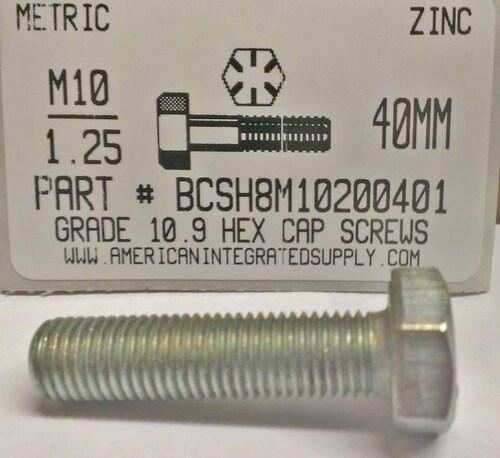 METRIC ZINC
M10
1.25
40MM
PART # BCSH8M10200401
GRADE 10.9 HEX CAP SCREWS
WWW.AMERICANINTEGRATEDSUPPLY.COM